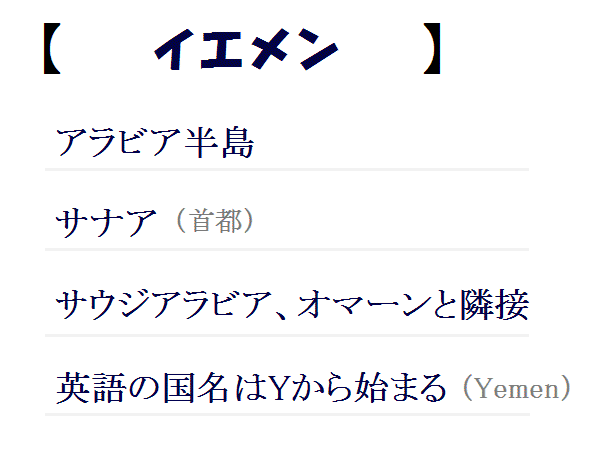 【 イエメン 】
アラビア半島
サナア（首都）
サウジアラビア、オマーンと隣接
英語の国名はYから始まる（Yemen）